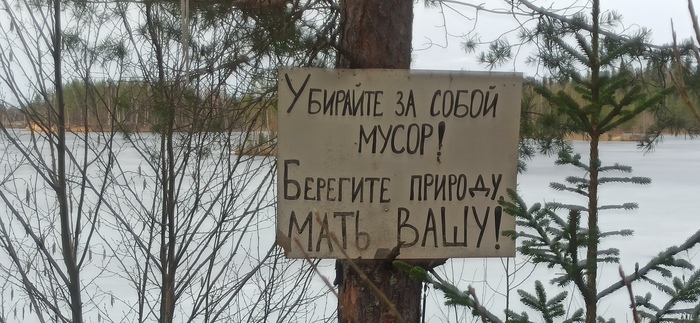 Убирайте за собой
мусор!
Берегите природу,
мать вашу!